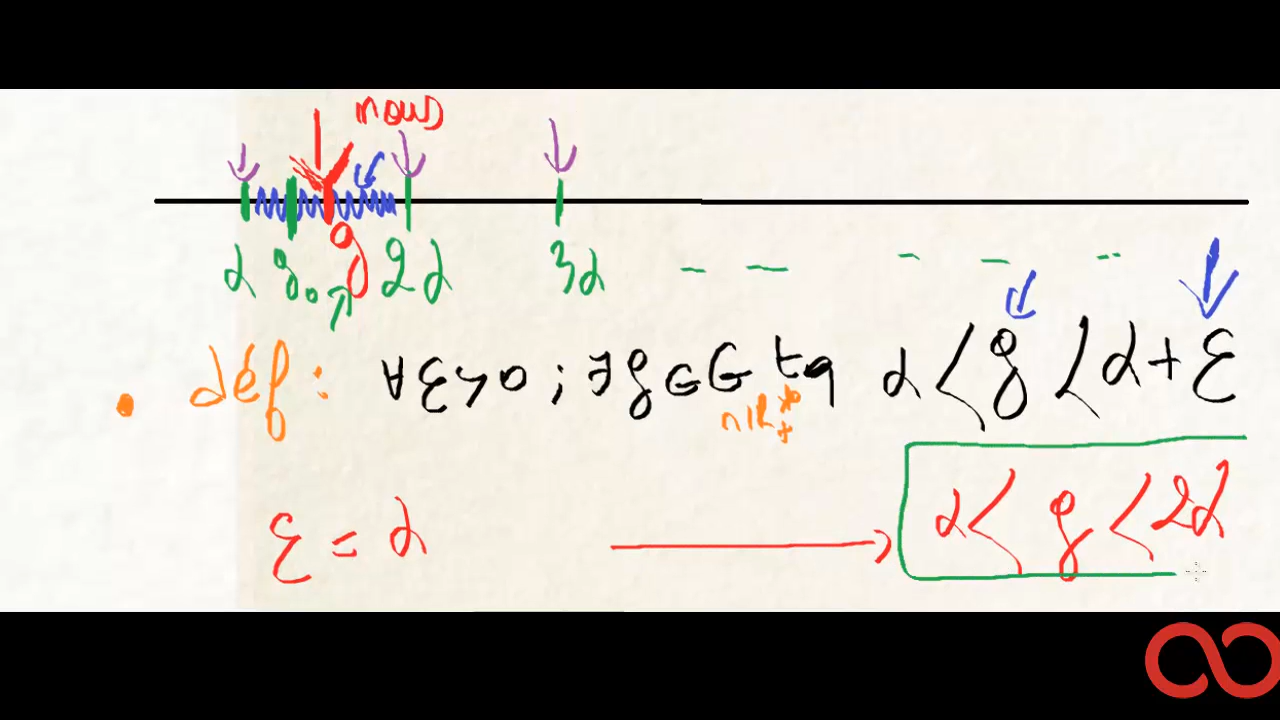 nous
α g₀ g 2α 3α - - - - - -
• déf : ∀ε>0 ; ∃g∈G tq α < g < α + ε
∩ℝ*₊
ε = α → α < g < 2α